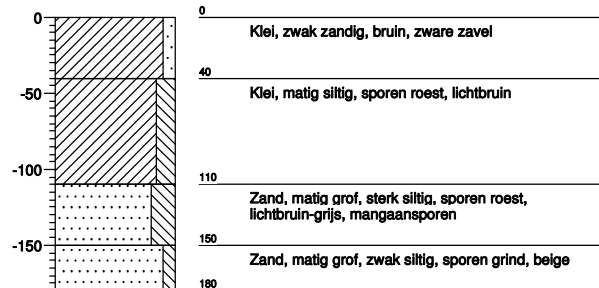 0
0
Klei, zwak zandig, bruin, zware zavel
40
-50
Klei, matig siltig, sporen roest, lichtbruin
-100
110
Zand, matig grof, sterk siltig, sporen roest,
lichtbruin-grijs, mangaansporen
-150
150
Zand, matig grof, zwak siltig, sporen grind, beige
180